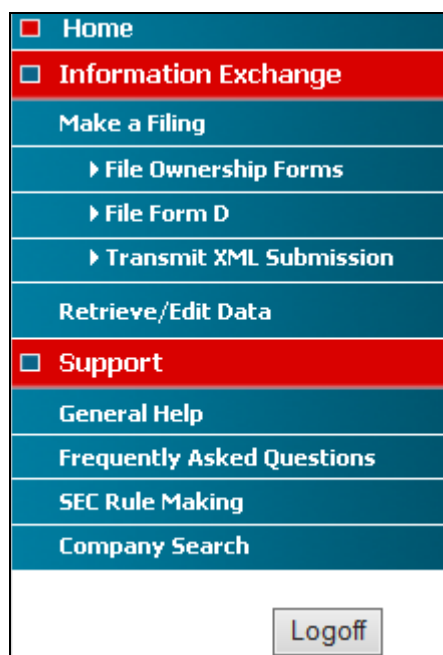 Home
Information Exchange
Make a Filing
File Ownership Forms
File Form D
Transmit XML Submission
Retrieve/Edit Data
Support
General Help
Frequently Asked Questions
SEC Rule Making
Company Search
Logoff